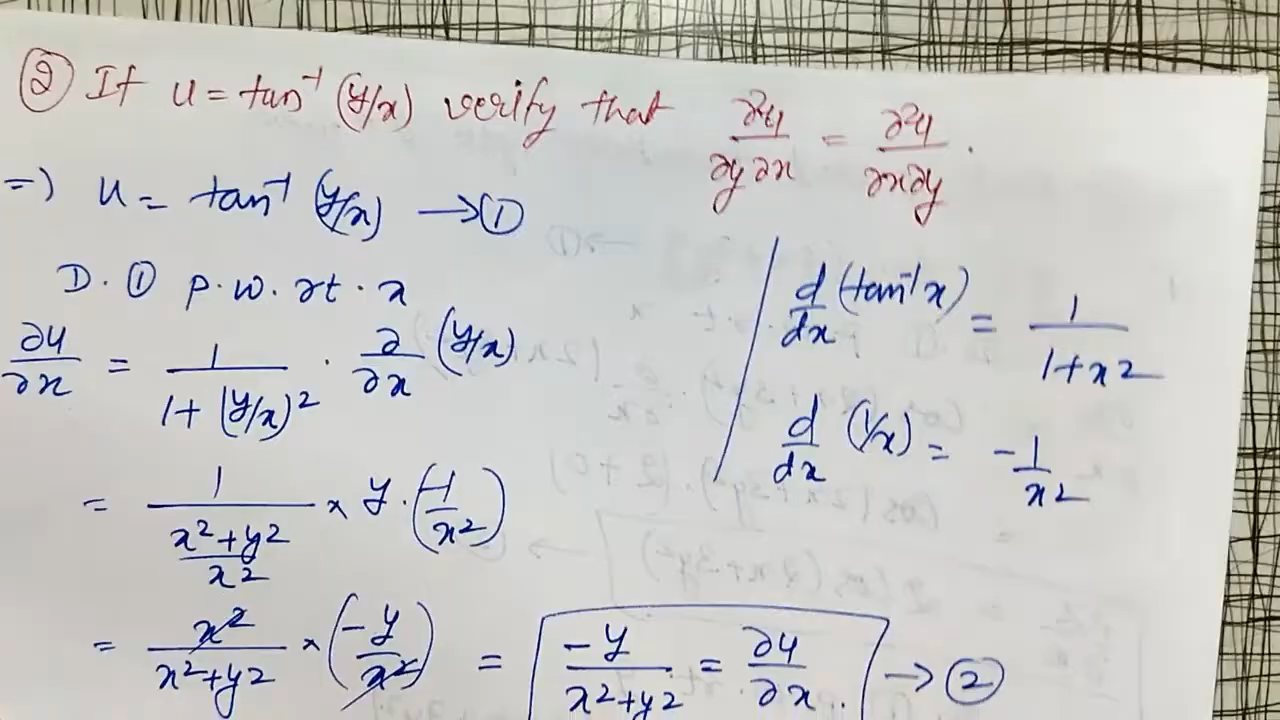 ② If u = tan⁻¹ (y/x) verify that ∂²u/∂y∂x = ∂²u/∂x∂y .
=) u = tan⁻¹ (y/x) → ①
D. ① p. w. rt. x
∂u/∂x = 1/(1+(y/x)²) · ∂/∂x (y/x)
= 1/((x²+y²)/x²) × y · (-1/x²)
= x²/(x²+y²) × (-y/x²) = -y/(x²+y²) = ∂u/∂x. → ②
d/dx (tan⁻¹x) = 1/(1+x²)
d/dx (1/x) = -1/x²